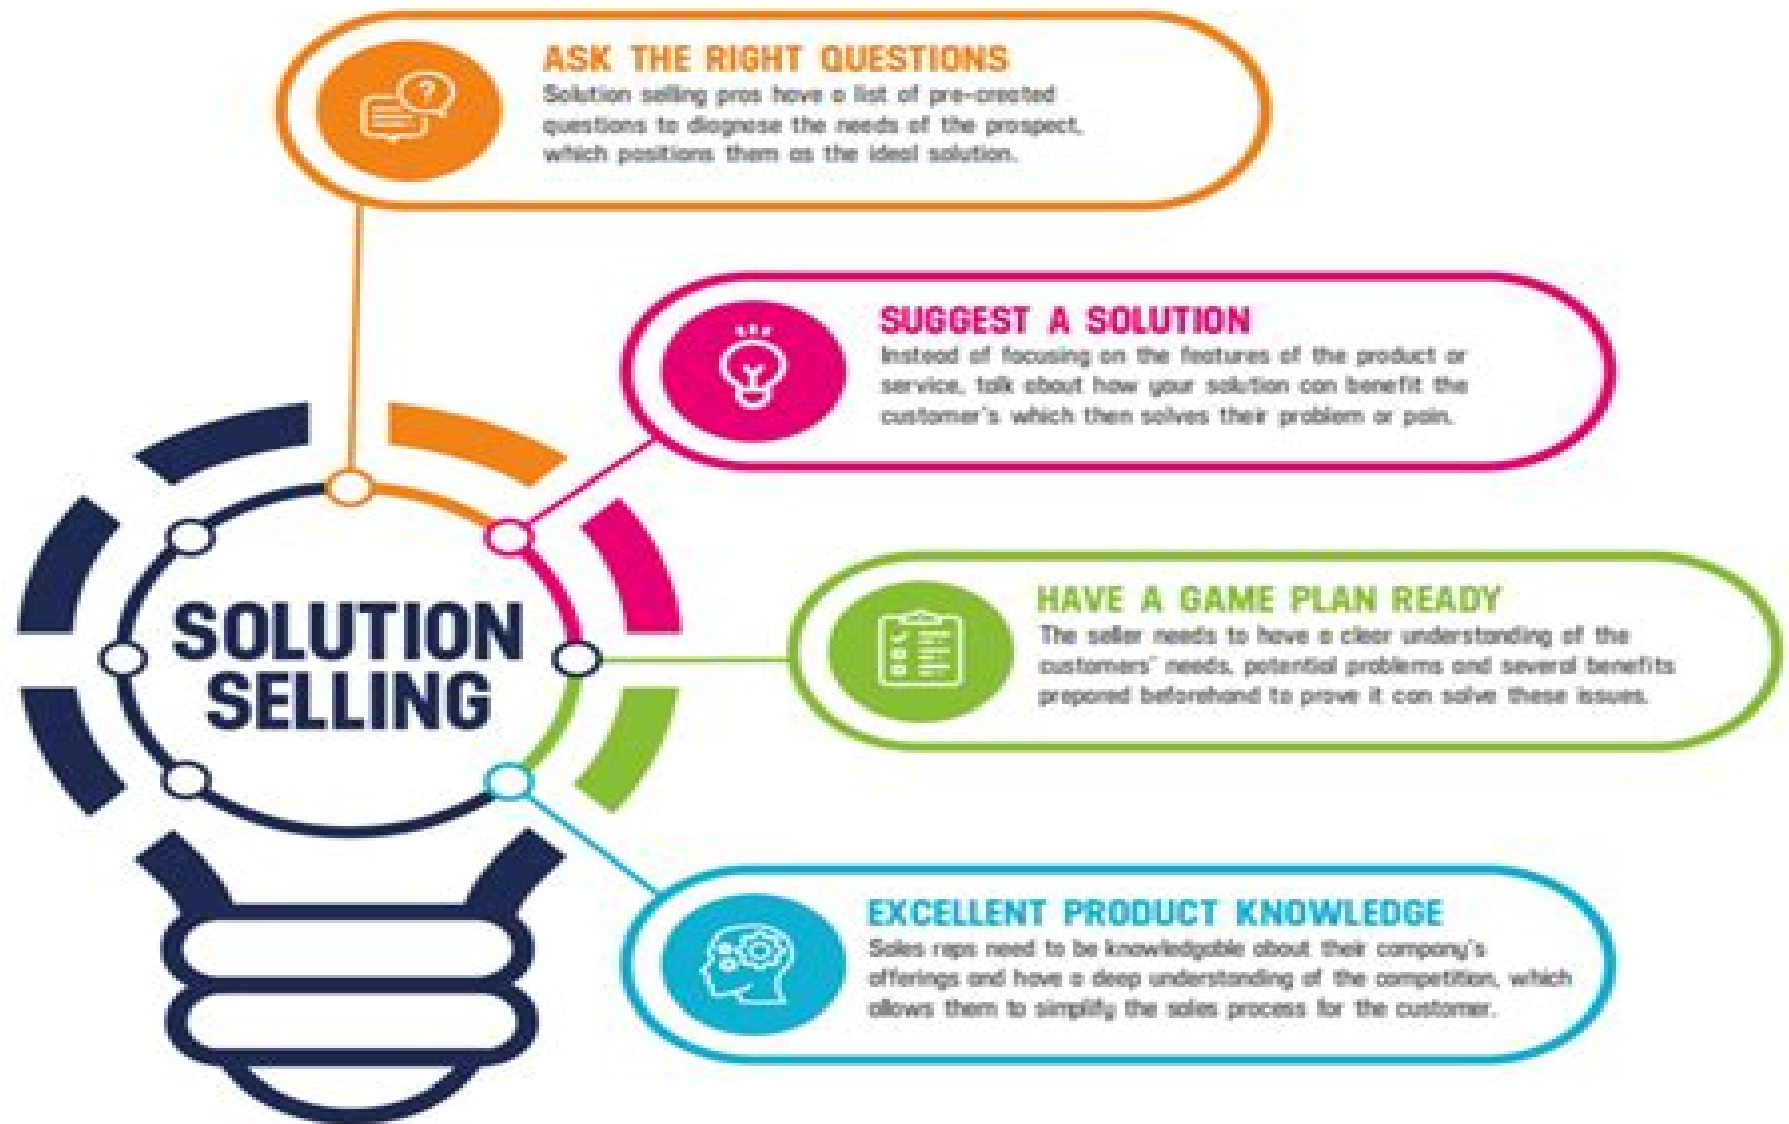 ASK THE RIGHT QUESTIONS
Solution selling pros have a list of pre-created
questions to diagnose the needs of the prospect,
which positions them as the ideal solution.
SUGGEST A SOLUTION
Instead of focusing on the features of the product or
service, talk about how your solution can benefit the
customer's which then solves their problem or pain.
SOLUTION
SELLING
HAVE A GAME PLAN READY
The seller needs to have a clear understanding of the
customers' needs, potential problems and several benefits
prepared beforehand to prove it can solve these issues.
EXCELLENT PRODUCT KNOWLEDGE
Sales reps need to be knowledgable about their company's
offerings and have a deep understanding of the competition, which
allows them to simplify the sales process for the customer.